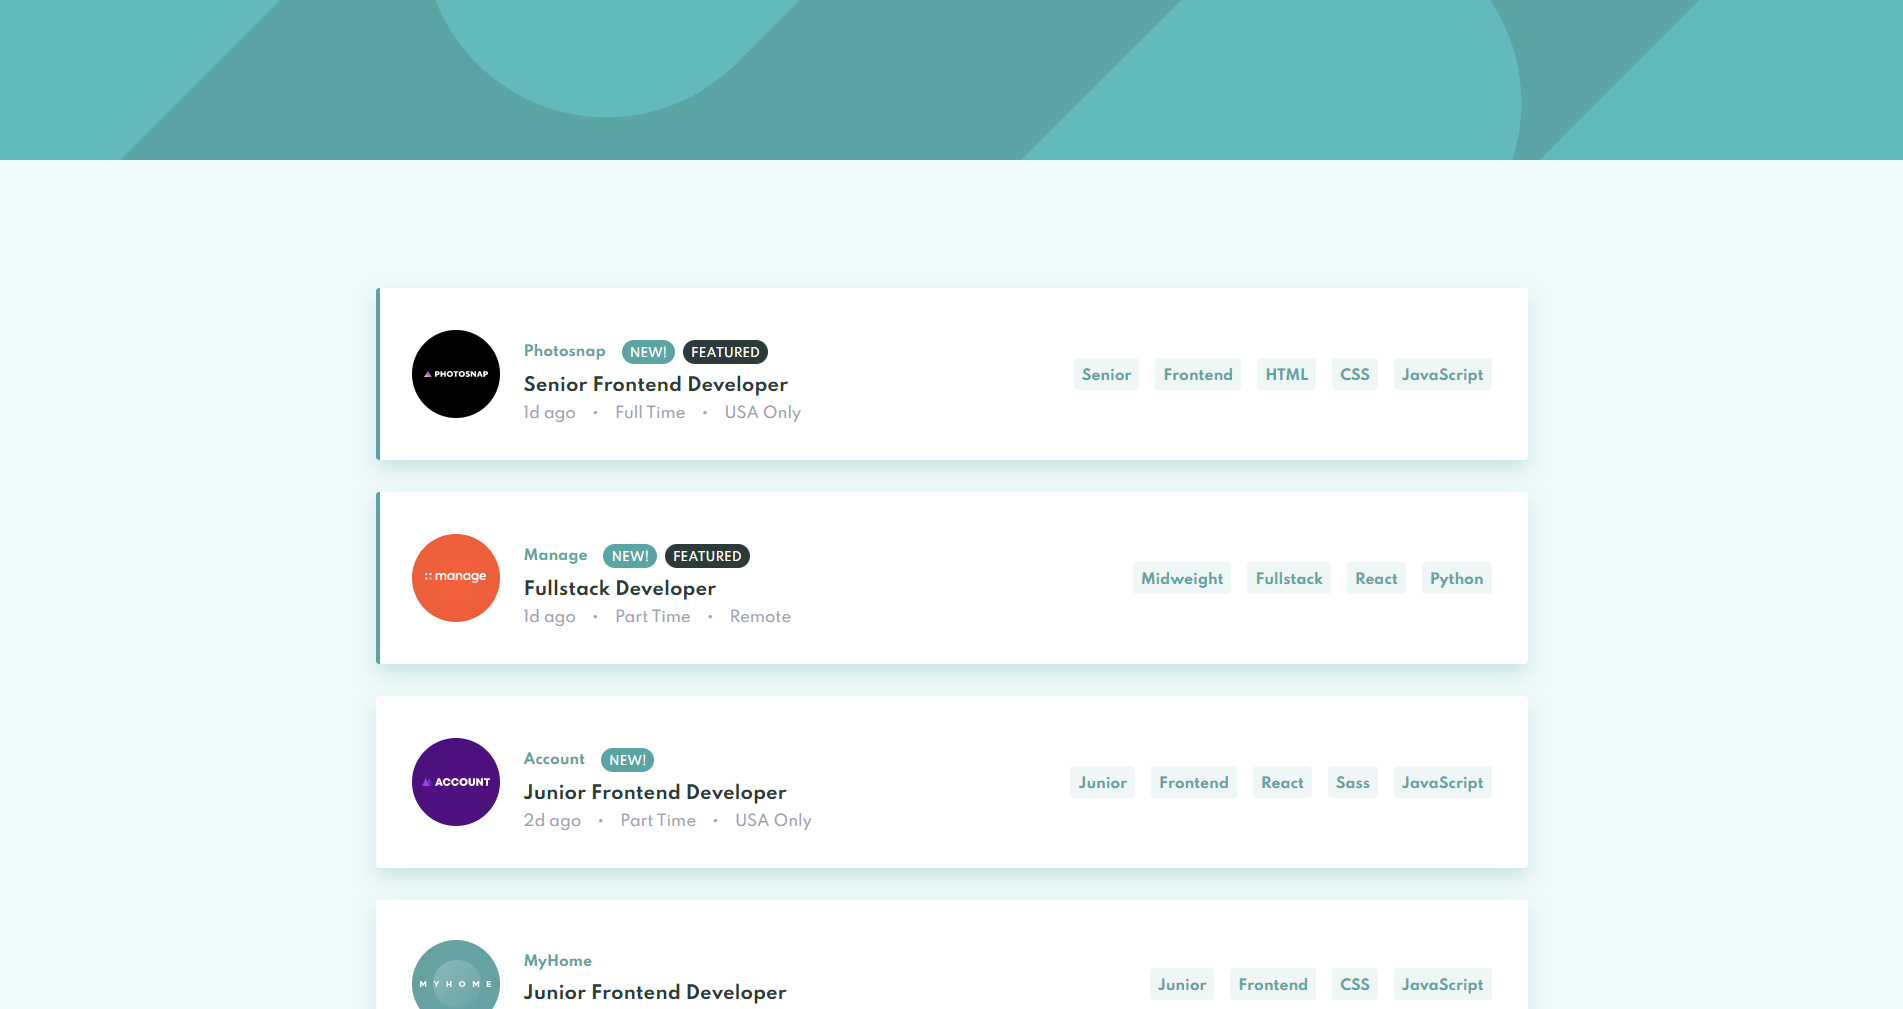 PHOTOSNAP
Photosnap NEW! FEATURED
Senior Frontend Developer
1d ago • Full Time • USA Only
Senior Frontend HTML CSS JavaScript
manage
Manage NEW! FEATURED
Fullstack Developer
1d ago • Part Time • Remote
Midweight Fullstack React Python
ACCOUNT
Account NEW!
Junior Frontend Developer
2d ago • Part Time • USA Only
Junior Frontend React Sass JavaScript
MYHOME
MyHome
Junior Frontend Developer
Junior Frontend CSS JavaScript